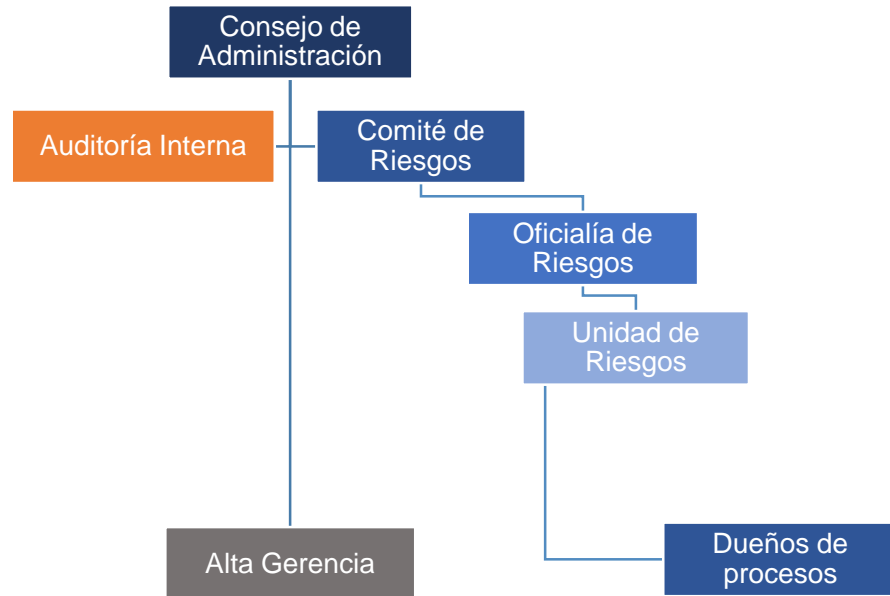 Consejo de
Administración
Auditoría Interna
Comité de
Riesgos
Oficialía de
Riesgos
Unidad de
Riesgos
Alta Gerencia
Dueños de
procesos